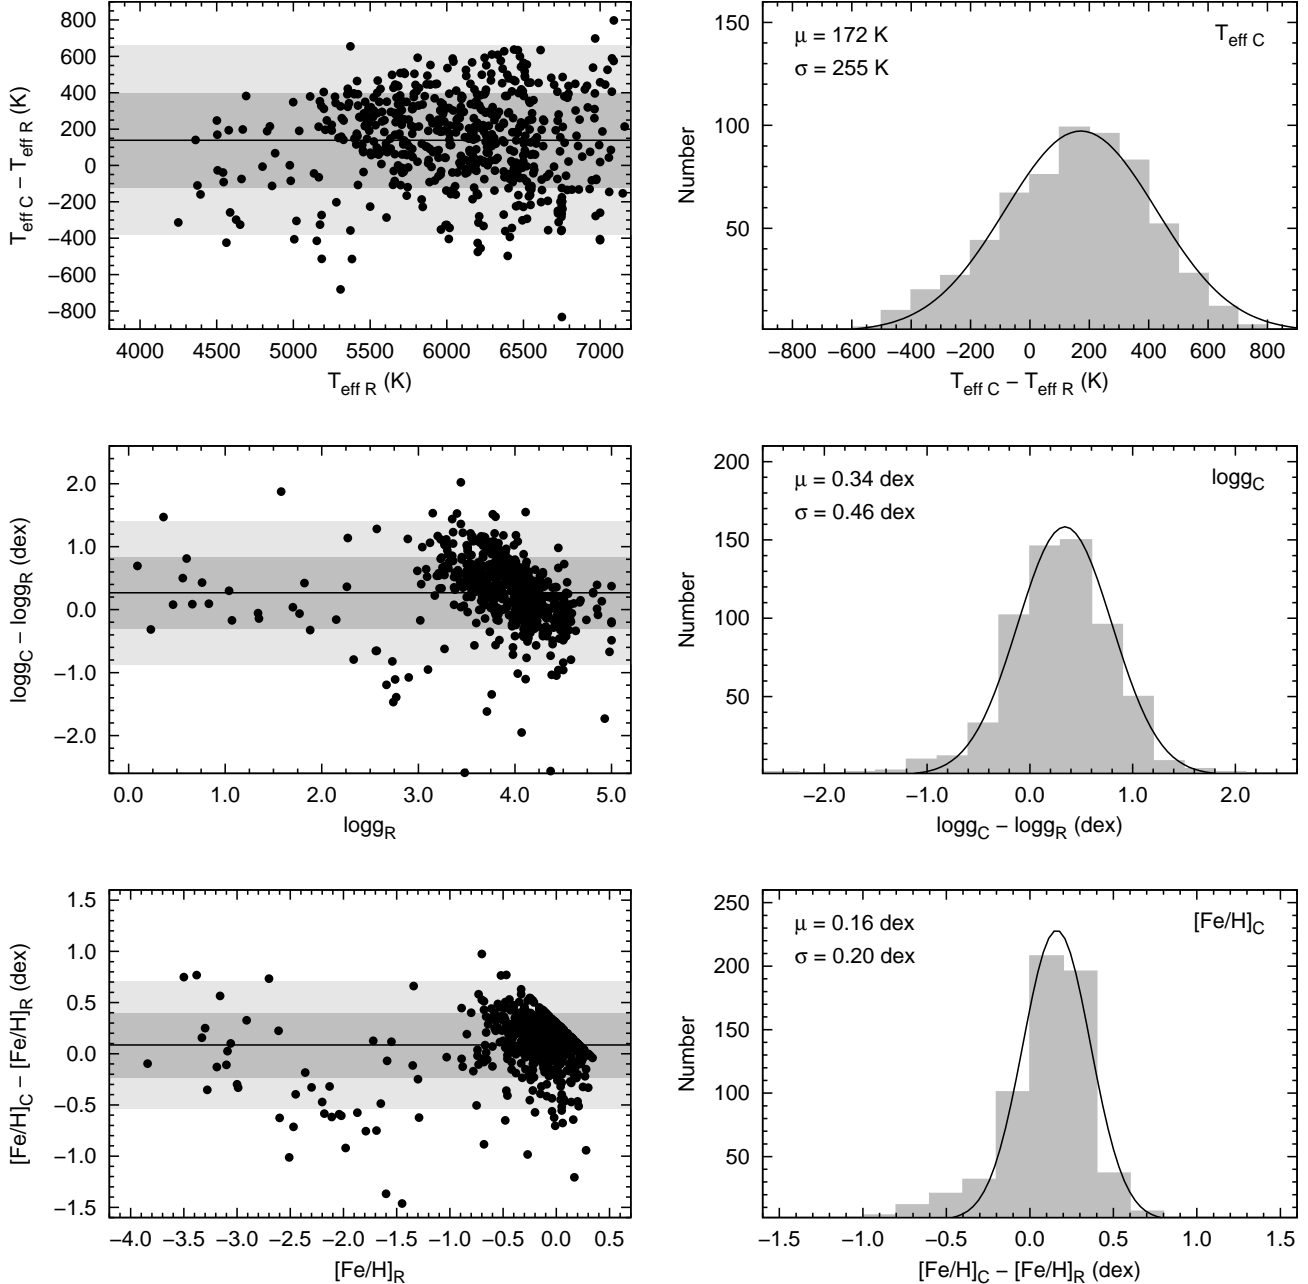 800
600
400
200
0
−200
−400
−600
−800
T_eff C − T_eff R (K)
4000 4500 5000 5500 6000 6500 7000
T_eff R (K)
150
100
50
Number
μ = 172 K
σ = 255 K
T_eff C
−800 −600 −400 −200 0 200 400 600 800
T_eff C − T_eff R (K)
2.0
1.0
0.0
−1.0
−2.0
logg_C − logg_R (dex)
0.0 1.0 2.0 3.0 4.0 5.0
logg_R
200
150
100
50
Number
μ = 0.34 dex
σ = 0.46 dex
logg_C
−2.0 −1.0 0.0 1.0 2.0
logg_C − logg_R (dex)
1.5
1.0
0.5
0.0
−0.5
−1.0
−1.5
[Fe/H]_C − [Fe/H]_R (dex)
−4.0 −3.5 −3.0 −2.5 −2.0 −1.5 −1.0 −0.5 0.0 0.5
[Fe/H]_R
250
200
150
100
50
Number
μ = 0.16 dex
σ = 0.20 dex
[Fe/H]_C
−1.5 −1.0 −0.5 0.0 0.5 1.0 1.5
[Fe/H]_C − [Fe/H]_R (dex)